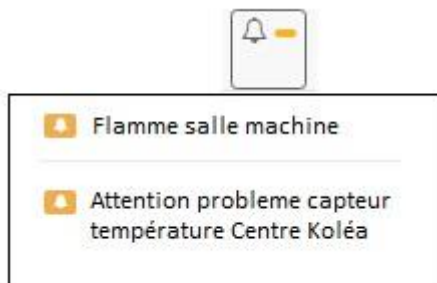 Flamme salle machine
Attention probleme capteur
température Centre Koléa